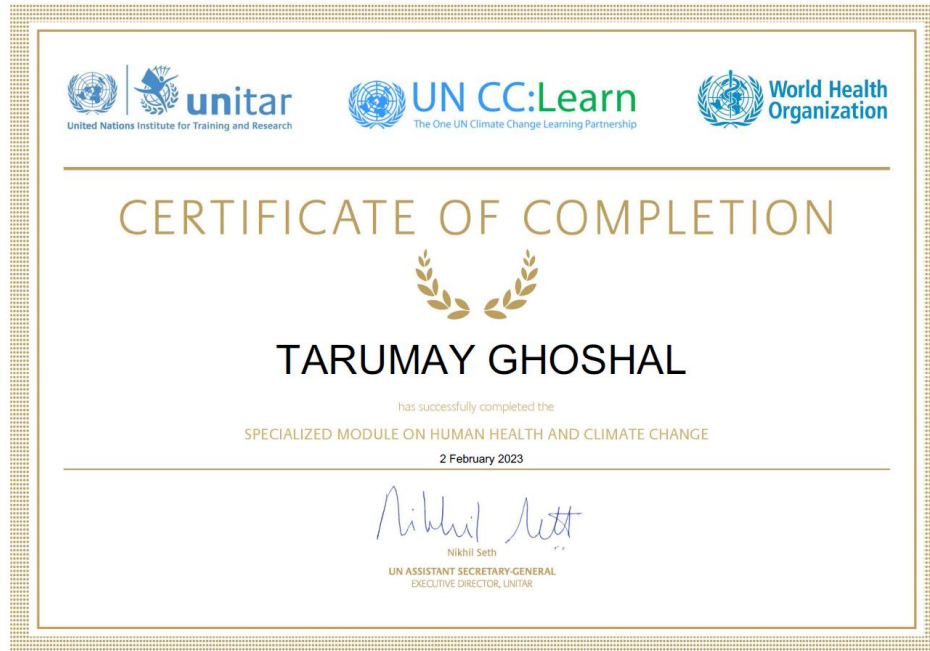 unitar
United Nations Institute for Training and Research
UN CC:Learn
The One UN Climate Change Learning Partnership
World Health
Organization
CERTIFICATE OF COMPLETION
TARUMAY GHOSHAL
has successfully completed the
SPECIALIZED MODULE ON HUMAN HEALTH AND CLIMATE CHANGE
2 February 2023
Nikhil Seth
Nikhil Seth
UN ASSISTANT SECRETARY-GENERAL
EXECUTIVE DIRECTOR, UNITAR